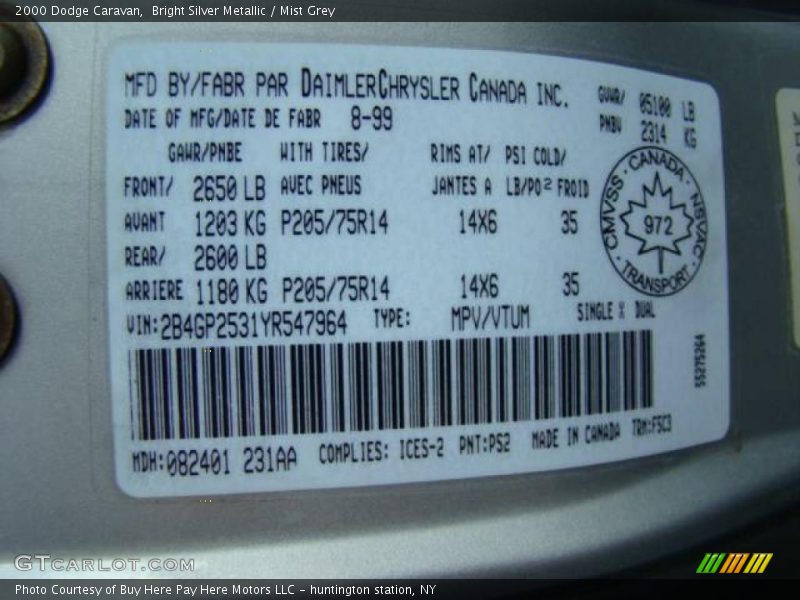 2000 Dodge Caravan,  Bright Silver Metallic / Mist Grey
MFD BY/FABR PAR DAIMLERCHRYSLER CANADA INC.
GVWR/ 05100 LB
PNBV 2314 KG
DATE OF MFG/DATE DE FABR 8-99
GAWR/PNBE WITH TIRES/ RIMS AT/ PSI COLD/
FRONT/ 2650 LB AVEC PNEUS JANTES A LB/PO² FROID
AVANT 1203 KG P205/75R14 14X6 35
REAR/ 2600 LB
ARRIERE 1180 KG P205/75R14 14X6 35
CMVSS · CANADA · NSVAC · TRANSPORT ·
972
VIN:2B4GP2531YR547964 TYPE: MPV/VTUM SINGLE X DUAL
55275264
MDH:082401 231AA COMPLIES: ICES-2 PNT:PS2 MADE IN CANADA TRM:F5C3
GTCARLOT.COM
Photo Courtesy of Buy Here Pay Here Motors LLC - huntington station, NY